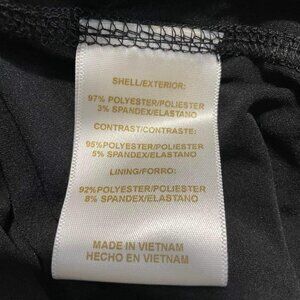 SHELL/EXTERIOR:
97% POLYESTER/POLIESTER
3% SPANDEX/ELASTANO
CONTRAST/CONTRASTE:
95%POLYESTER/POLIESTER
5% SPANDEX/ELASTANO
LINING/FORRO:
92%POLYESTER/POLIESTER
8% SPANDEX/ELASTANO
MADE IN VIETNAM
HECHO EN VIETNAM